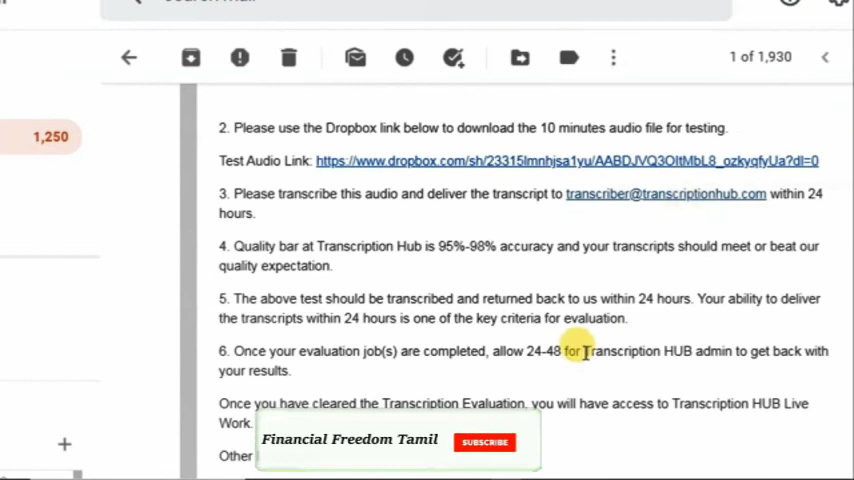 1 of 1,930
1,250
2. Please use the Dropbox link below to download the 10 minutes audio file for testing.
Test Audio Link: https://www.dropbox.com/sh/23315lmnhjsa1yu/AABDJVQ3OltMbL8_ozkyqfyUa?dl=0
3. Please transcribe this audio and deliver the transcript to transcriber@transcriptionhub.com within 24
hours.
4. Quality bar at Transcription Hub is 95%-98% accuracy and your transcripts should meet or beat our
quality expectation.
5. The above test should be transcribed and returned back to us within 24 hours. Your ability to deliver
the transcripts within 24 hours is one of the key criteria for evaluation.
6. Once your evaluation job(s) are completed, allow 24-48 for Transcription HUB admin to get back with
your results.
Once you have cleared the Transcription Evaluation, you will have access to Transcription HUB Live
Work.
Financial Freedom Tamil
SUBSCRIBE
Other